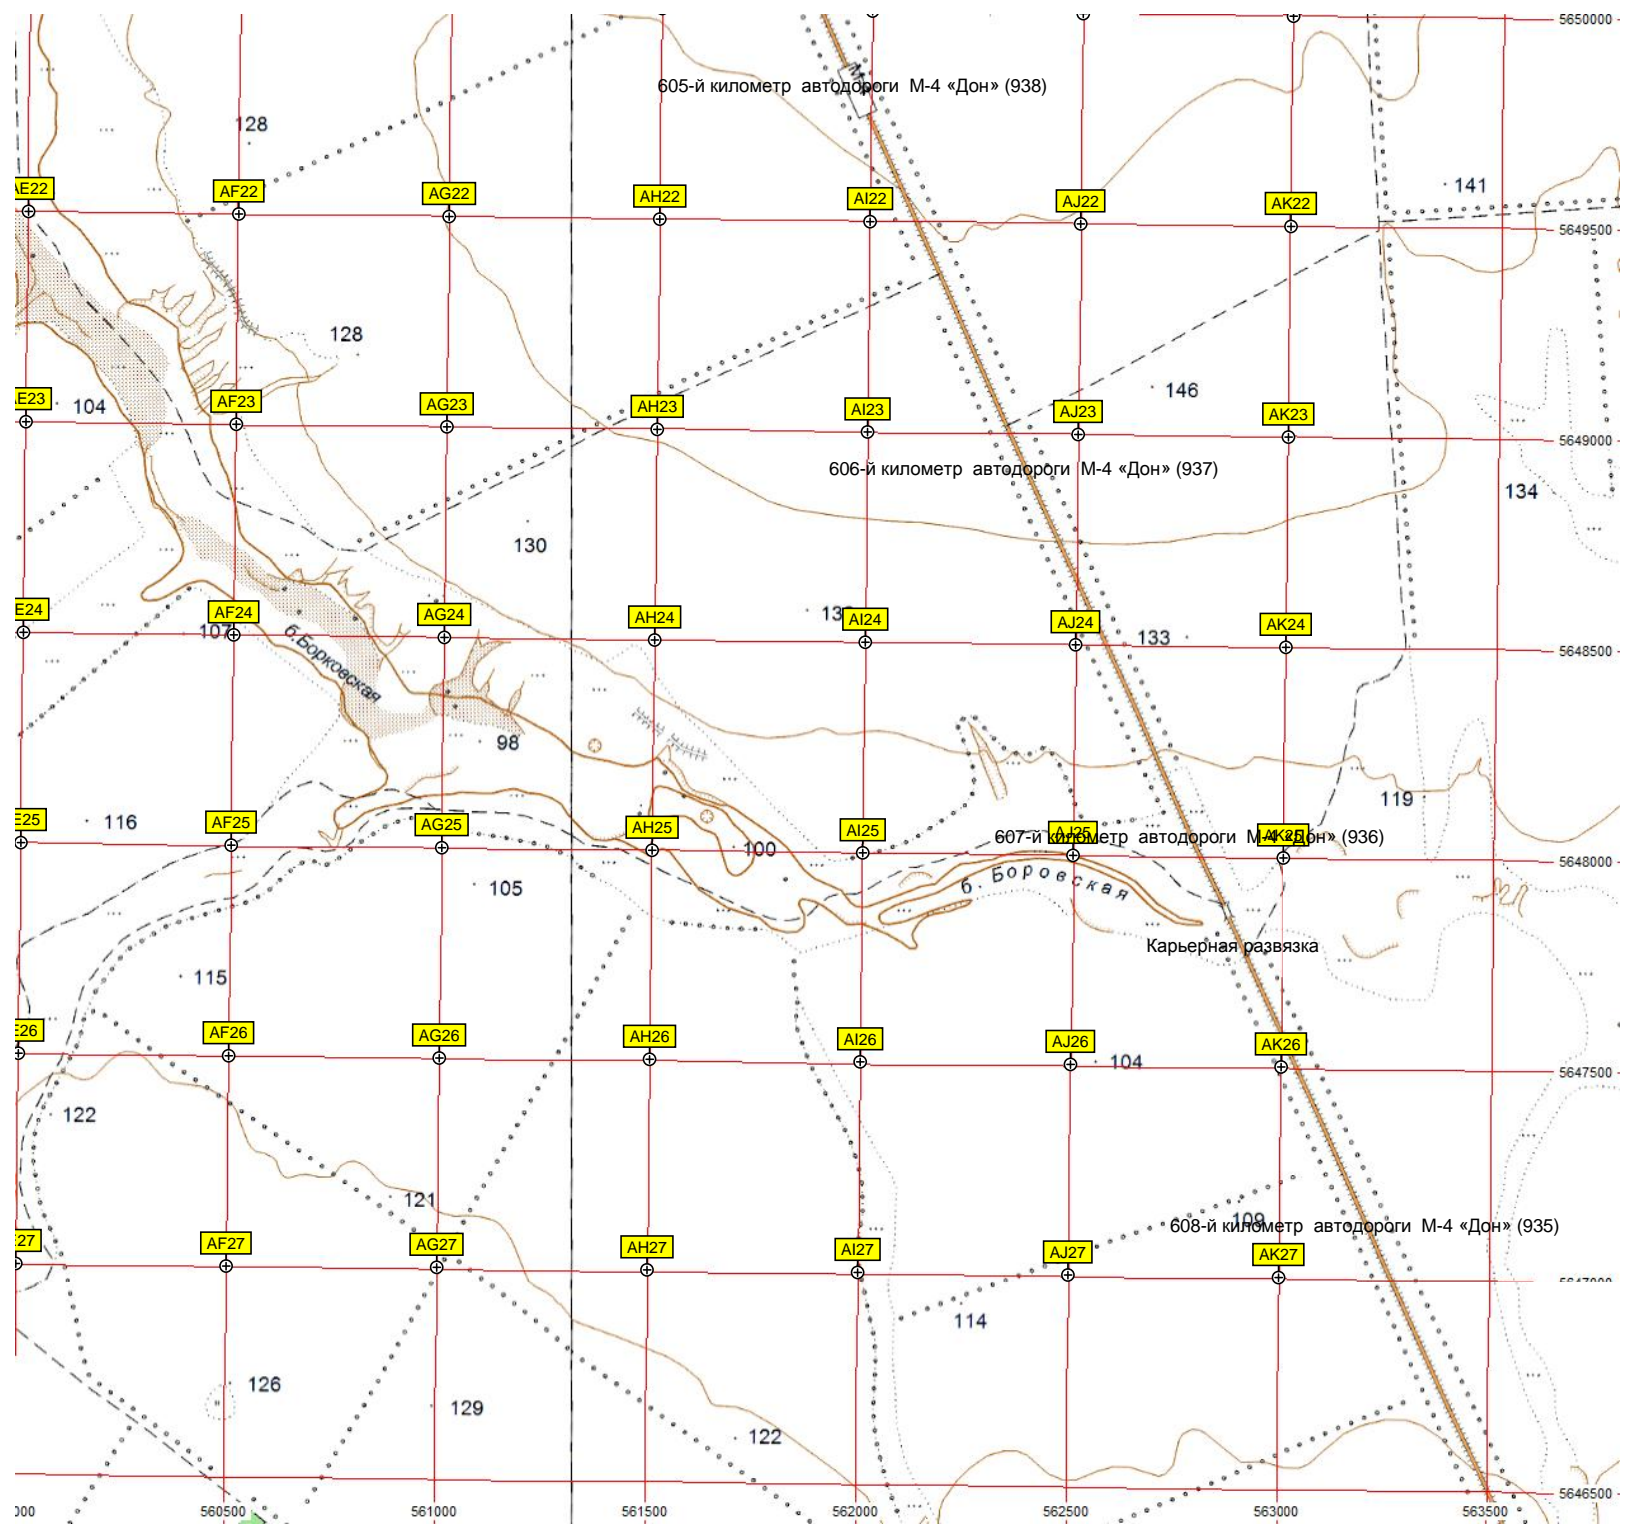 5650000
605-й километр автодороги М-4 «Дон» (938)
128
141
AE22 AF22 AG22 AH22 AI22 AJ22 AK22
5649500
128
146
104
E23 AF23 AG23 AH23 AI23 AJ23 AK23
5649000
606-й километр автодороги М-4 «Дон» (937)
134
130
E24 AF24 AG24 AH24 AI24 AJ24 AK24
107
133
б.Борковская
5648500
98
119
116
E25 AF25 AG25 AH25 AI25 AJ25 AK25
607-й километр автодороги М-4 «Дон» (936)
100
5648000
105
б. Боровская
Карьерная развязка
115
E26 AF26 AG26 AH26 AI26 AJ26 AK26
104
5647500
122
121
109
608-й километр автодороги М-4 «Дон» (935)
27 AF27 AG27 AH27 AI27 AJ27 AK27
5647000
114
126
129
122
5646500
000 560500 561000 561500 562000 562500 563000 563500